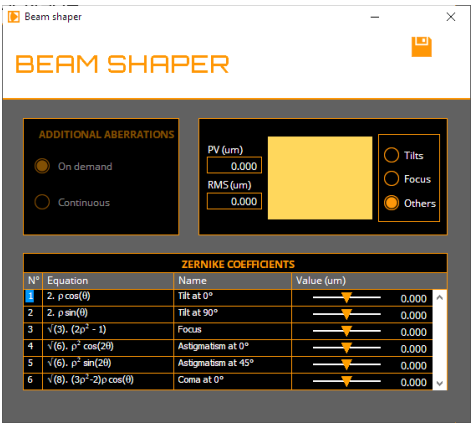 Beam shaper
BEAM SHAPER
ADDITIONAL ABERRATIONS
On demand
Continuous
PV (um)
0.000
RMS (um)
0.000
Tilts
Focus
Others
ZERNIKE COEFFICIENTS
N° Equation Name Value (um)
1 2. ρ cos(θ) Tilt at 0° 0.000
2 2. ρ sin(θ) Tilt at 90° 0.000
3 √(3). (2ρ² - 1) Focus 0.000
4 √(6). ρ² cos(2θ) Astigmatism at 0° 0.000
5 √(6). ρ² sin(2θ) Astigmatism at 45° 0.000
6 √(8). (3ρ²-2)ρ cos(θ) Coma at 0° 0.000